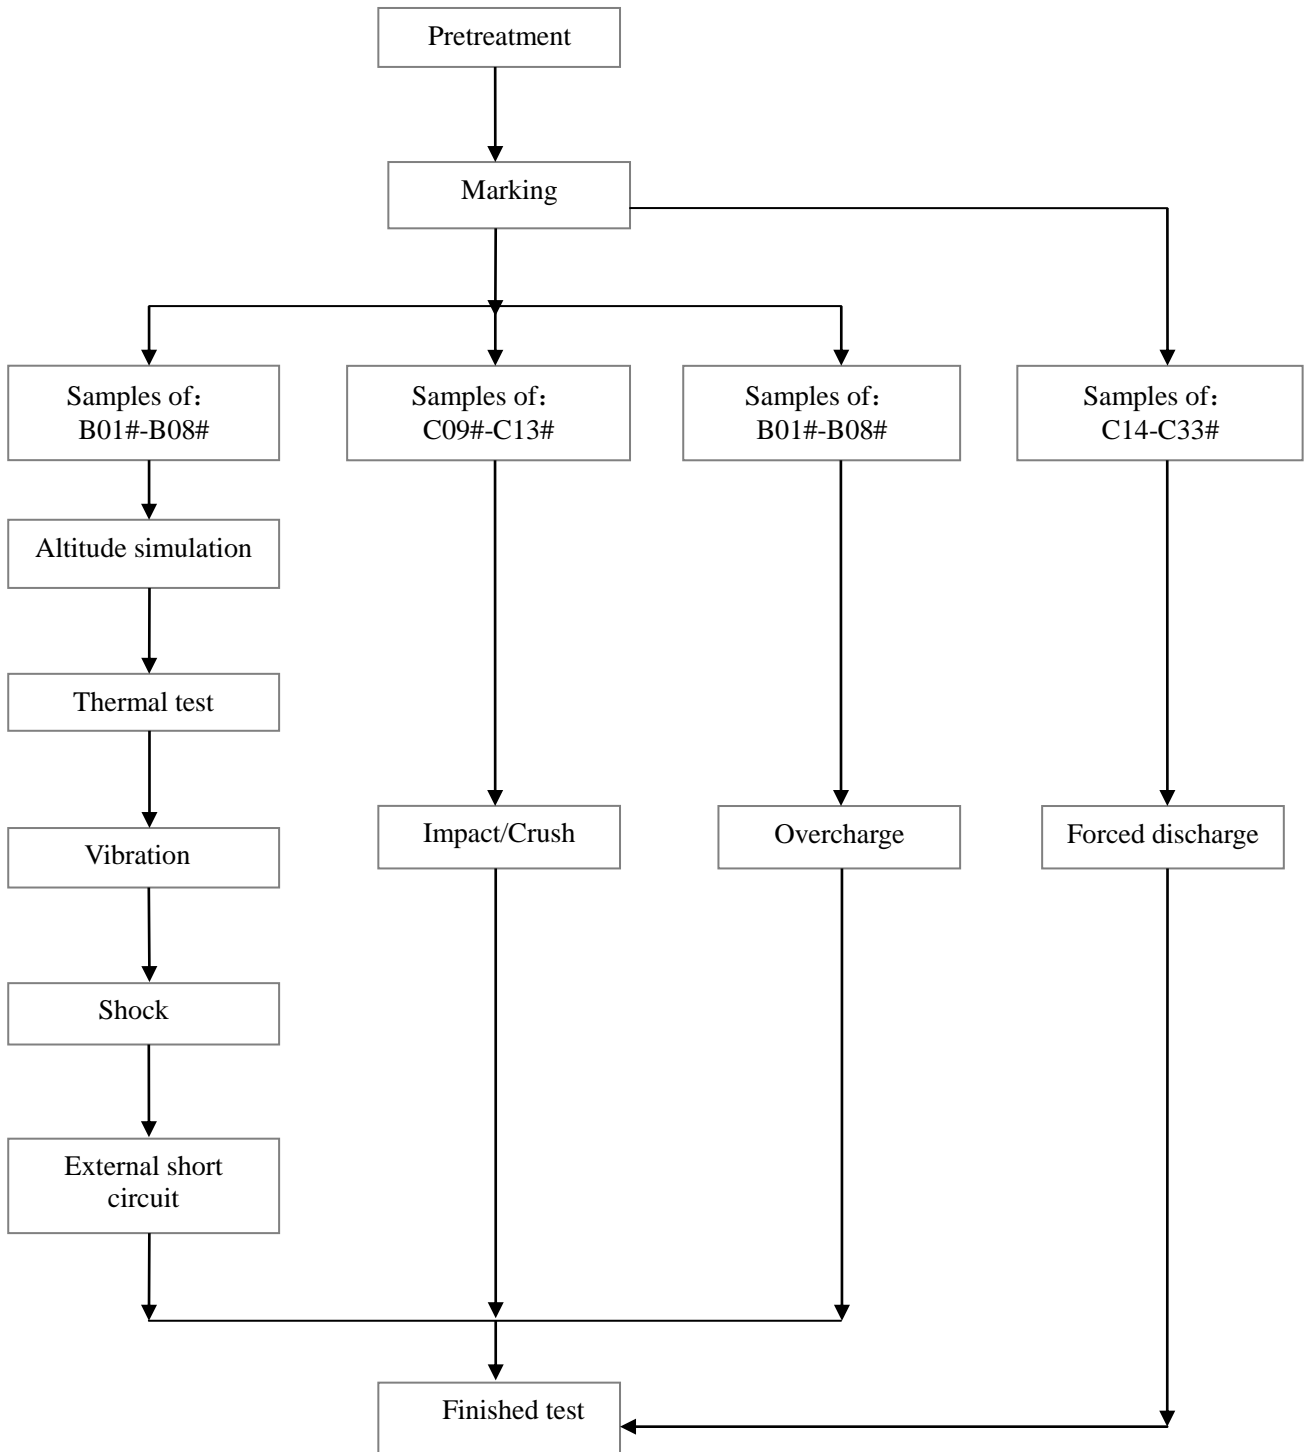 Pretreatment
Marking
Samples of：
B01#-B08#
Samples of：
C09#-C13#
Samples of：
B01#-B08#
Samples of：
C14-C33#
Altitude simulation
Thermal test
Vibration
Impact/Crush
Overcharge
Forced discharge
Shock
External short
circuit
Finished test